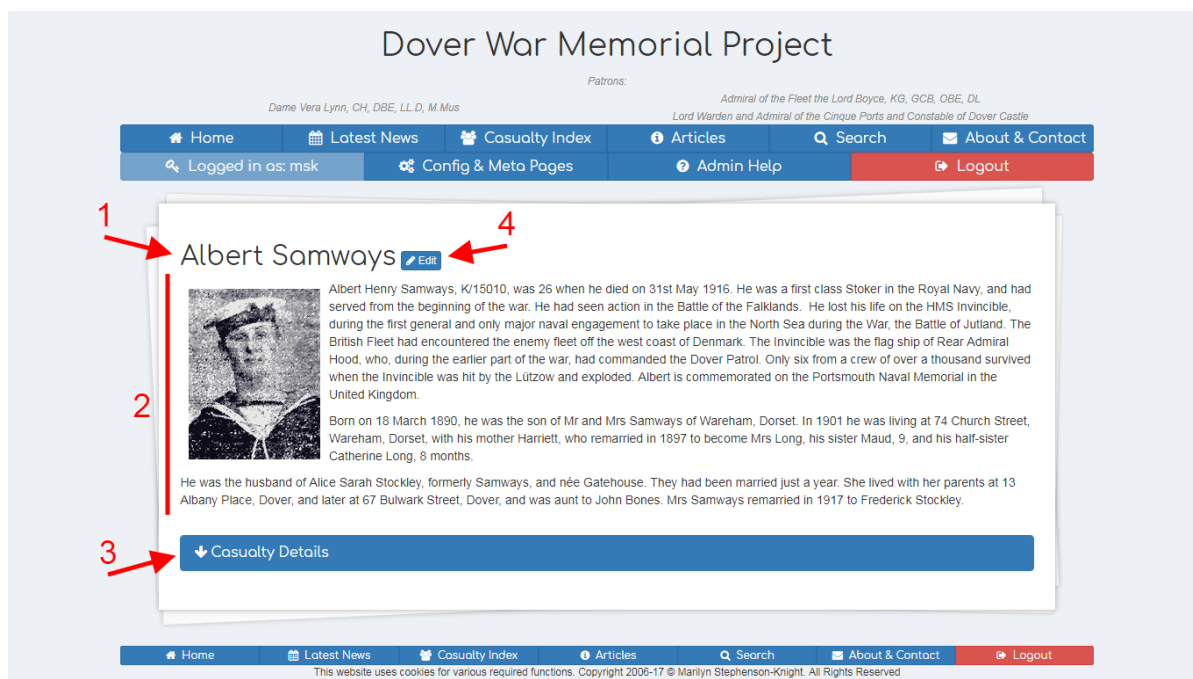 Dover War Memorial Project
Patrons:
Dame Vera Lynn, CH, DBE, LL.D, M.Mus
Admiral of the Fleet the Lord Boyce, KG, GCB, OBE, DL
Lord Warden and Admiral of the Cinque Ports and Constable of Dover Castle
Home Latest News Casualty Index Articles Search About & Contact
Logged in as: msk Config & Meta Pages Admin Help Logout
1
4
Albert Samways Edit
Albert Henry Samways, K/15010, was 26 when he died on 31st May 1916. He was a first class Stoker in the Royal Navy, and had
served from the beginning of the war. He had seen action in the Battle of the Falklands. He lost his life on the HMS Invincible,
during the first general and only major naval engagement to take place in the North Sea during the War, the Battle of Jutland. The
British Fleet had encountered the enemy fleet off the west coast of Denmark. The Invincible was the flag ship of Rear Admiral
Hood, who, during the earlier part of the war, had commanded the Dover Patrol. Only six from a crew of over a thousand survived
when the Invincible was hit by the Lützow and exploded. Albert is commemorated on the Portsmouth Naval Memorial in the
United Kingdom.
2
Born on 18 March 1890, he was the son of Mr and Mrs Samways of Wareham, Dorset. In 1901 he was living at 74 Church Street,
Wareham, Dorset, with his mother Harriett, who remarried in 1897 to become Mrs Long, his sister Maud, 9, and his half-sister
Catherine Long, 8 months.
He was the husband of Alice Sarah Stockley, formerly Samways, and née Gatehouse. They had been married just a year. She lived with her parents at 13
Albany Place, Dover, and later at 67 Bulwark Street, Dover, and was aunt to John Bones. Mrs Samways remarried in 1917 to Frederick Stockley.
3
Casualty Details
Home Latest News Casualty Index Articles Search About & Contact Logout
This website uses cookies for various required functions. Copyright 2006-17 © Marilyn Stephenson-Knight. All Rights Reserved